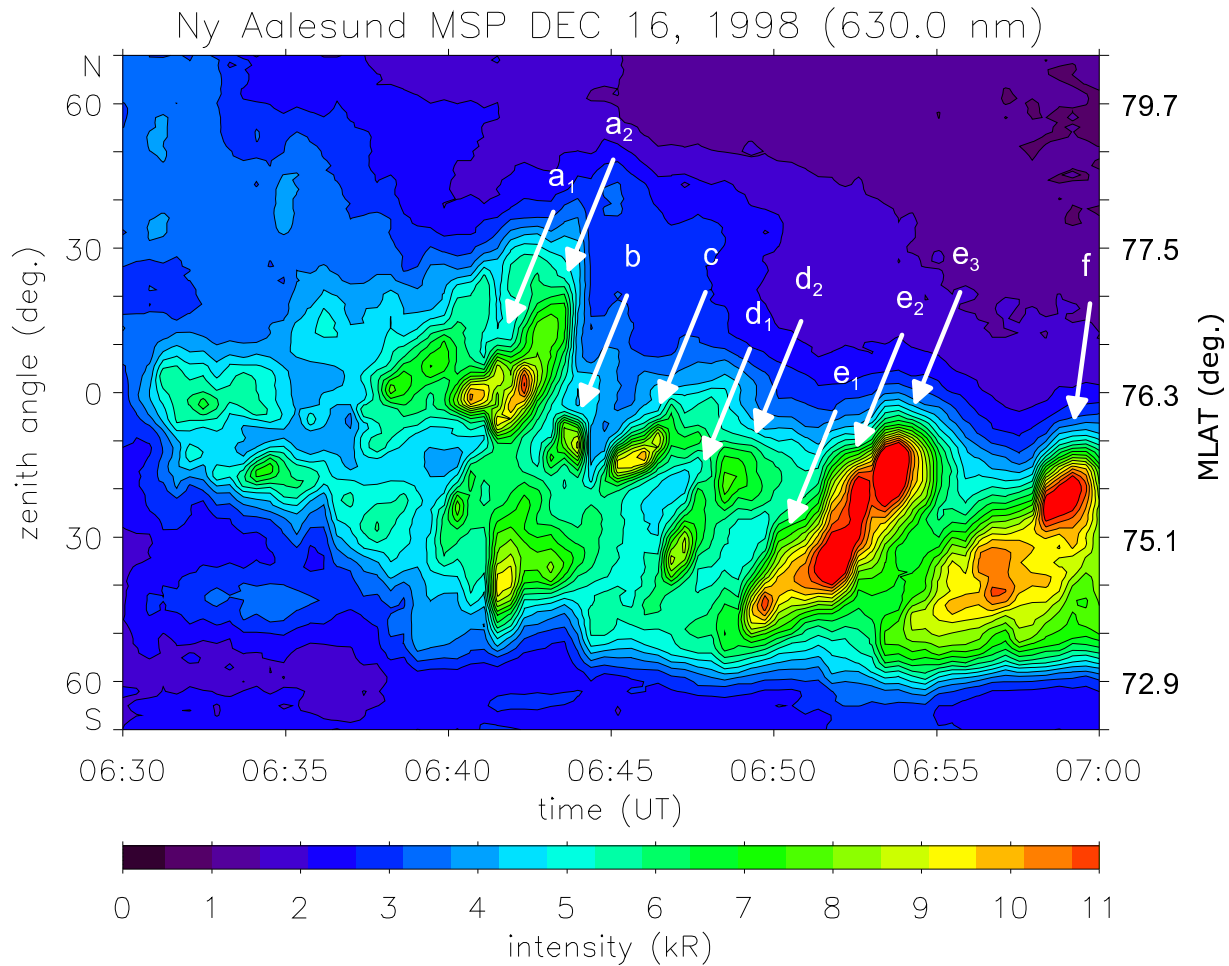 Ny Aalesund MSP DEC 16, 1998 (630.0 nm)
N
60
30
0
30
60
S
zenith angle (deg.)
79.7
77.5
76.3
75.1
72.9
MLAT (deg.)
a2
a1
b
c
d1
d2
e1
e2
e3
f
06:30 06:35 06:40 06:45 06:50 06:55 07:00
time (UT)
0 1 2 3 4 5 6 7 8 9 10 11
intensity (kR)